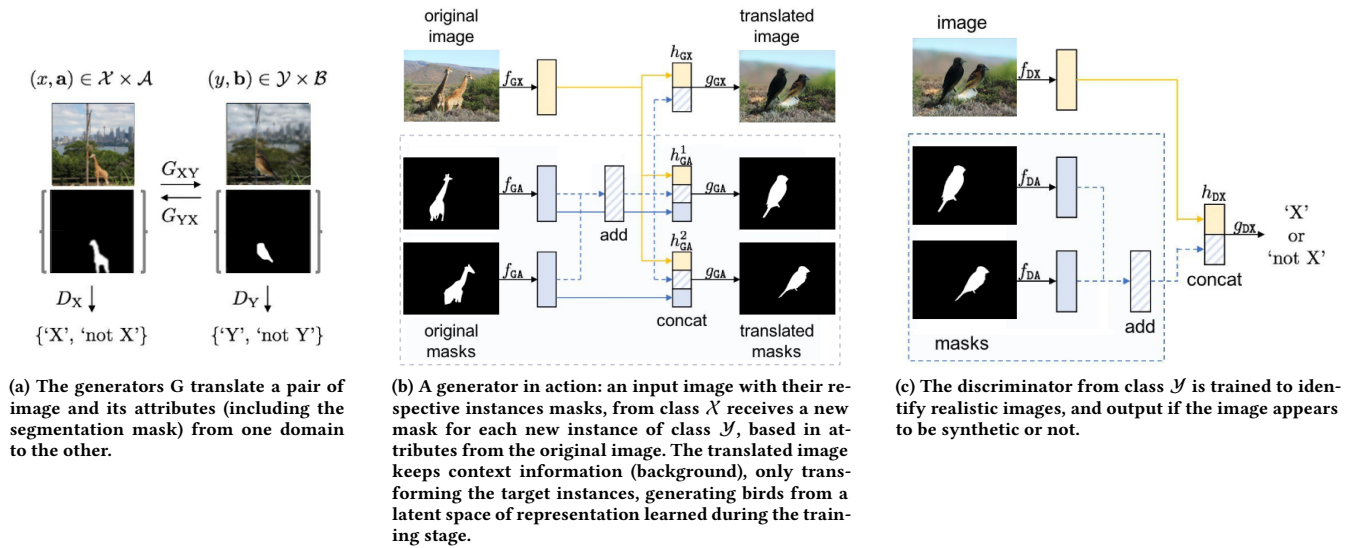 (x, a) ∈ 𝒳 × 𝒜
(y, b) ∈ 𝒴 × ℬ
G_XY
G_YX
D_X
D_Y
{‘X’, ‘not X’}
{‘Y’, ‘not Y’}
(a) The generators G translate a pair of
image and its attributes (including the
segmentation mask) from one domain
to the other.
original
image
translated
image
f_GX
h_GX
g_GX
f_GA
h¹_GA
g_GA
add
f_GA
h²_GA
g_GA
concat
original
masks
translated
masks
(b) A generator in action: an input image with their re-
spective instances masks, from class 𝒳 receives a new
mask for each new instance of class 𝒴, based in at-
tributes from the original image. The translated image
keeps context information (background), only trans-
forming the target instances, generating birds from a
latent space of representation learned during the train-
ing stage.
image
f_DX
f_DA
h_DX
g_DX
‘X’
or
‘not X’
f_DA
concat
add
masks
(c) The discriminator from class 𝒴 is trained to iden-
tify realistic images, and output if the image appears
to be synthetic or not.